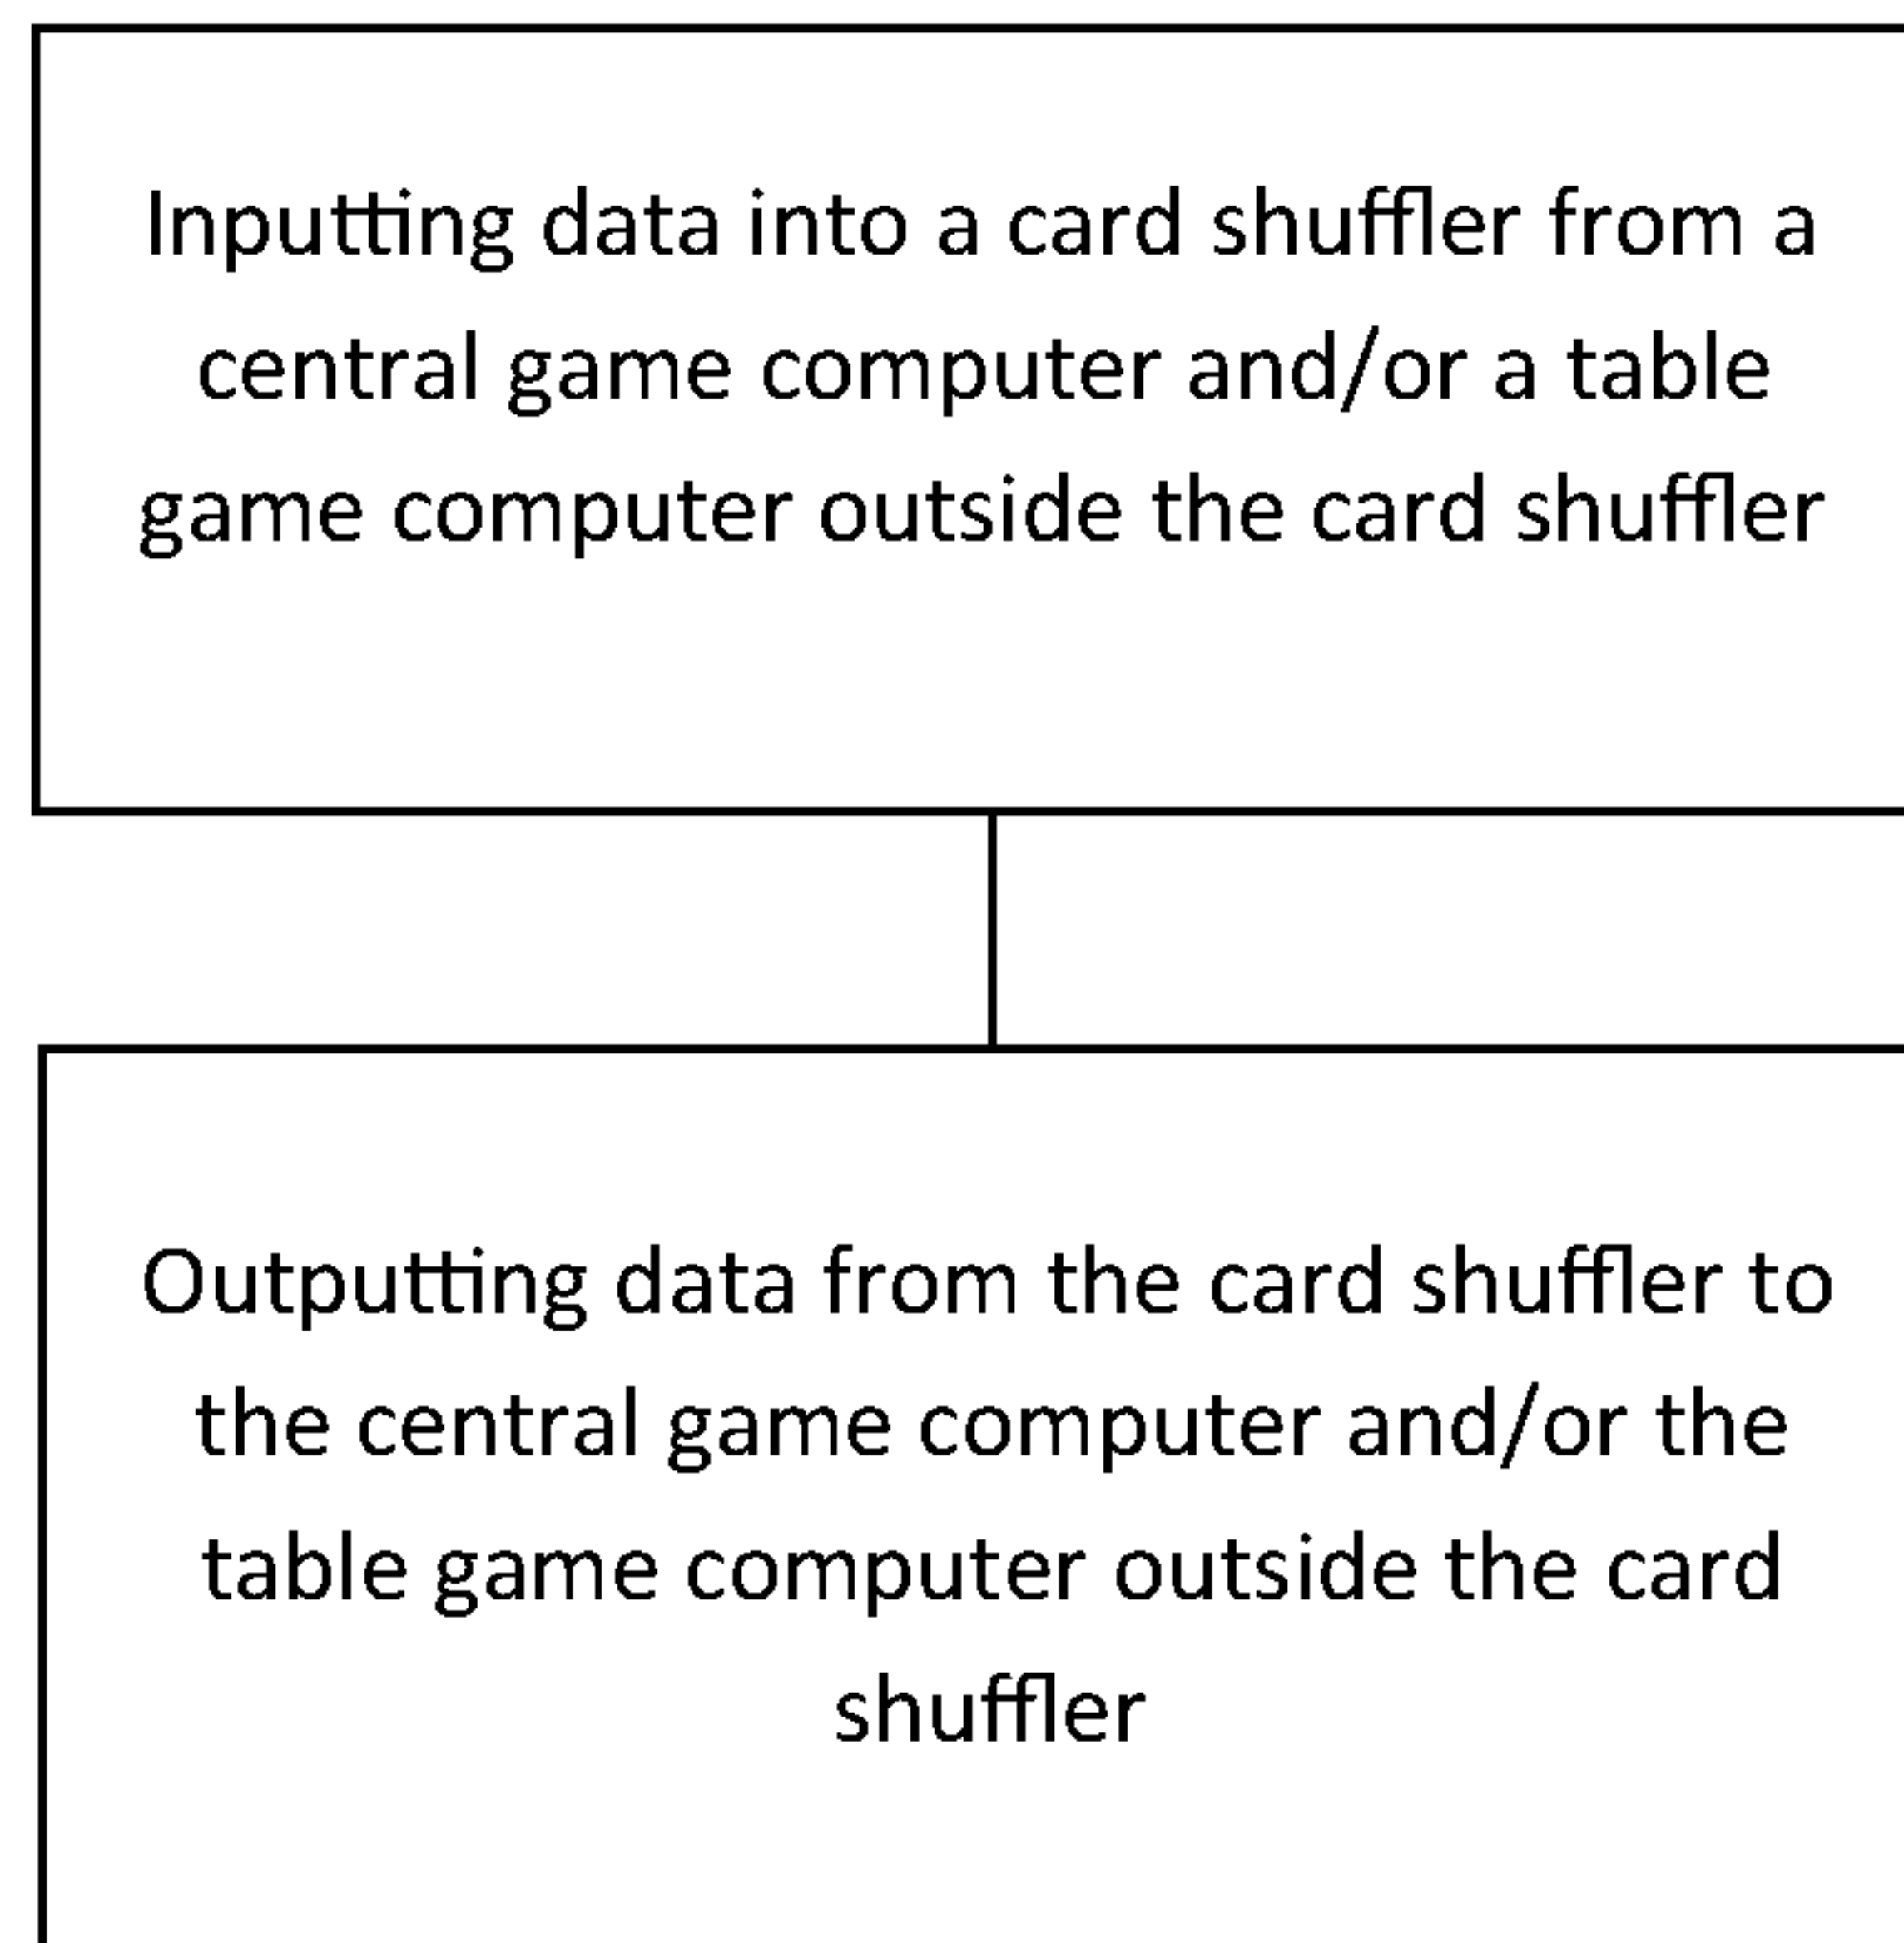 Inputting data into a card shuffler from a
central game computer and/or a table
game computer outside the card shuffler
Outputting data from the card shuffler to
the central game computer and/or the
table game computer outside the card
shuffler